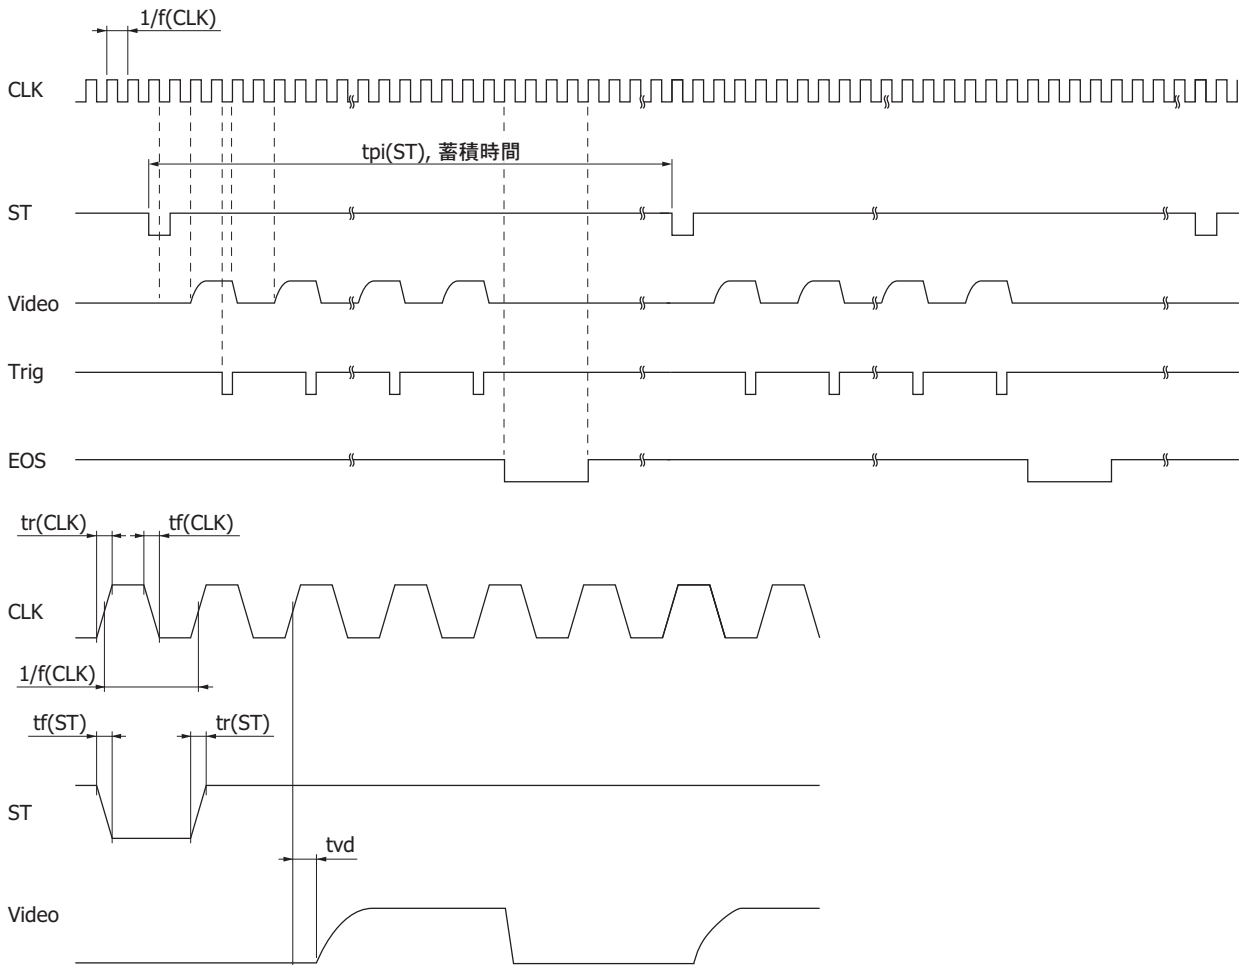 1/f(CLK)
CLK
tpi(ST), 蓄積時間
ST
Video
Trig
EOS
tr(CLK) tf(CLK)
CLK
1/f(CLK)
tf(ST) tr(ST)
ST
tvd
Video